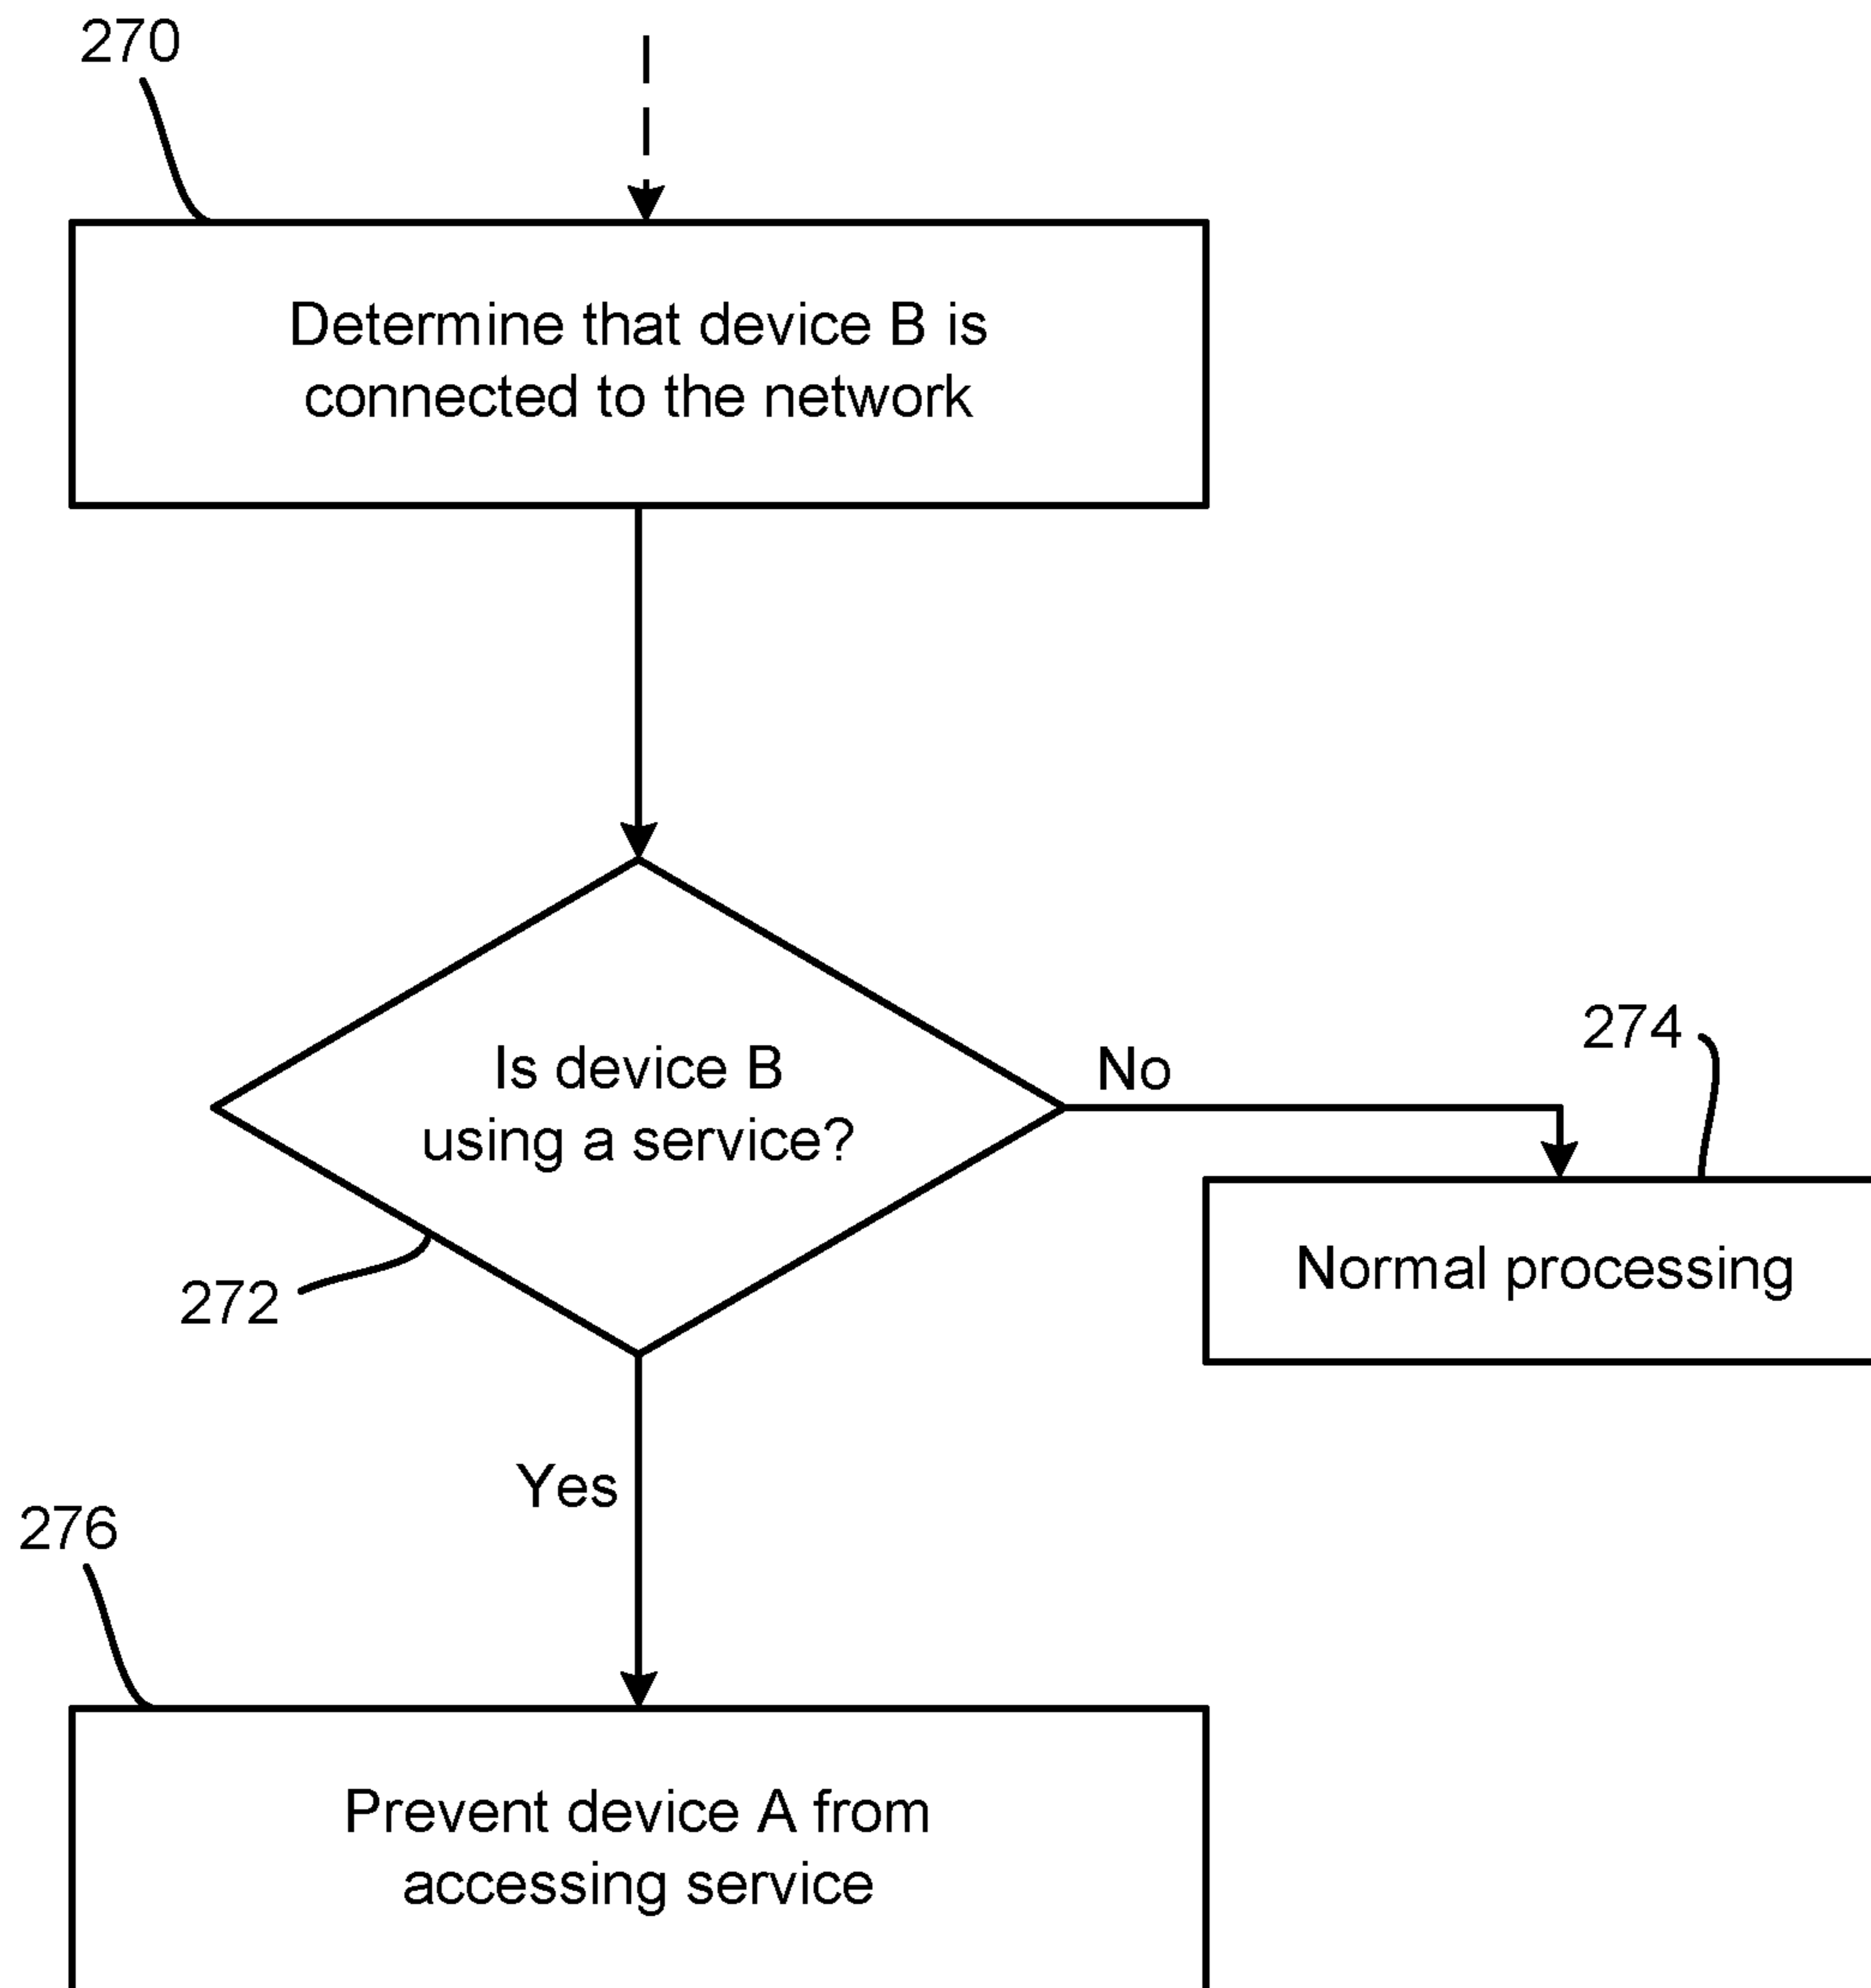 270
Determine that device B is
connected to the network
Is device B
using a service?
No
274
Normal processing
272
Yes
276
Prevent device A from
accessing service